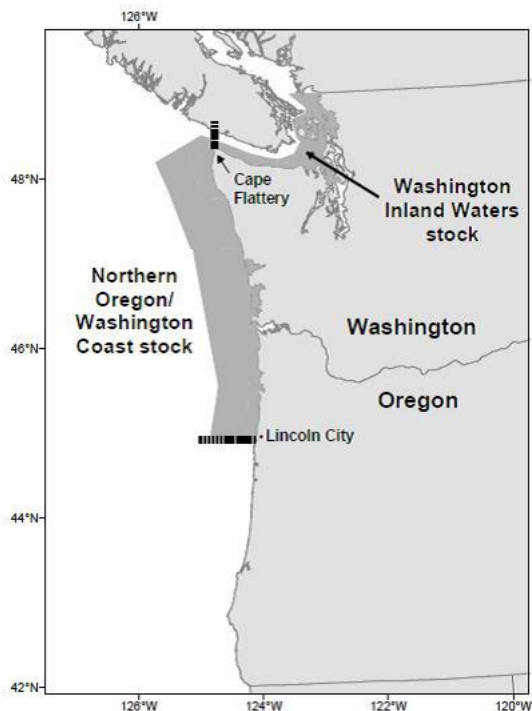 126°W
48°N
46°N
44°N
42°N
Cape
Flattery
Washington
Inland Waters
stock
Northern
Oregon/
Washington
Coast stock
Washington
Oregon
Lincoln City
126°W
124°W
122°W
120°W